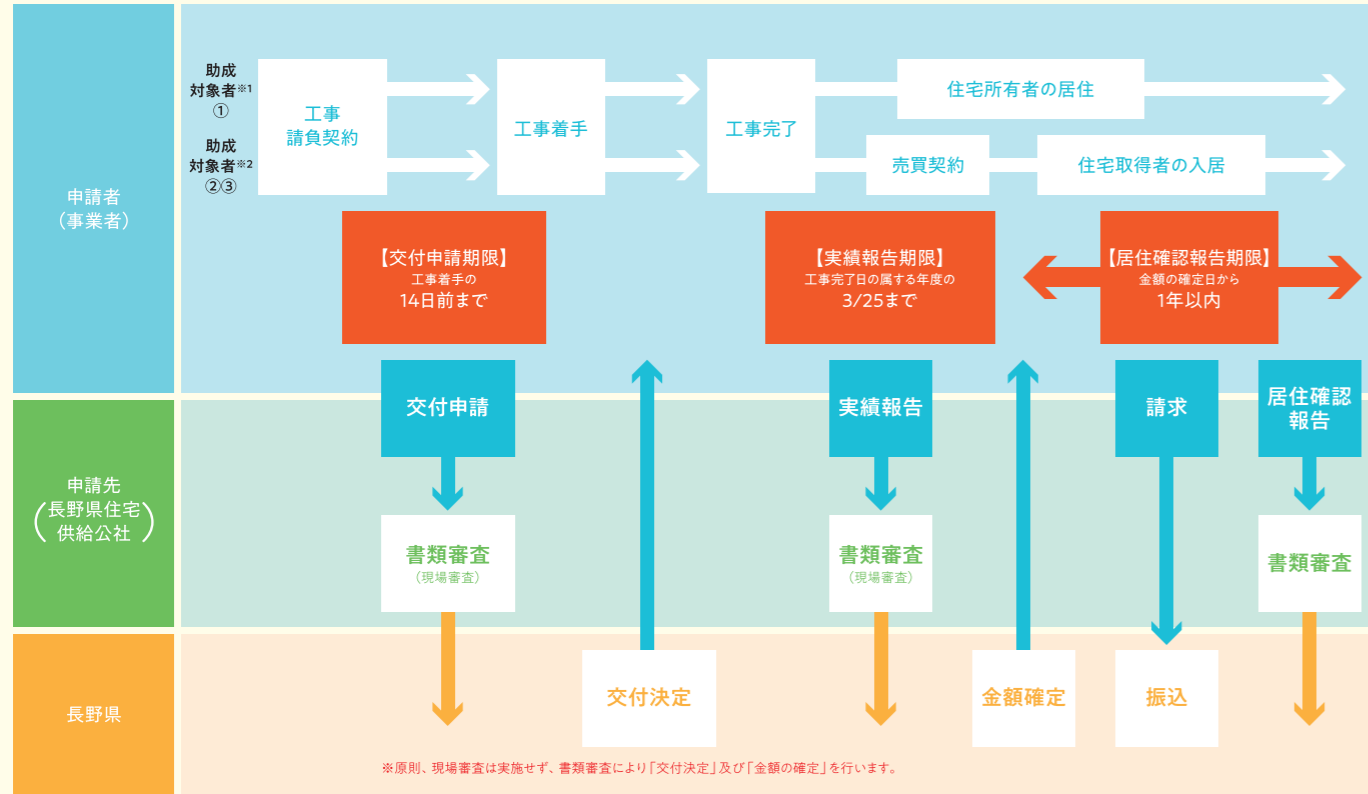 助成
対象者※1
①
工事
請負契約
工事着手
工事完了
住宅所有者の居住
助成
対象者※2
②③
売買契約
住宅取得者の入居
申請者
（事業者）
【交付申請期限】
工事着手の
14日前まで
【実績報告期限】
工事完了日の属する年度の
3/25まで
【居住確認報告期限】
金額の確定日から
1年以内
交付申請
実績報告
請求
居住確認
報告
申請先
（長野県住宅
供給公社）
書類審査
（現場審査）
書類審査
（現場審査）
書類審査
長野県
交付決定
金額確定
振込
※原則、現場審査は実施せず、書類審査により「交付決定」及び「金額の確定」を行います。